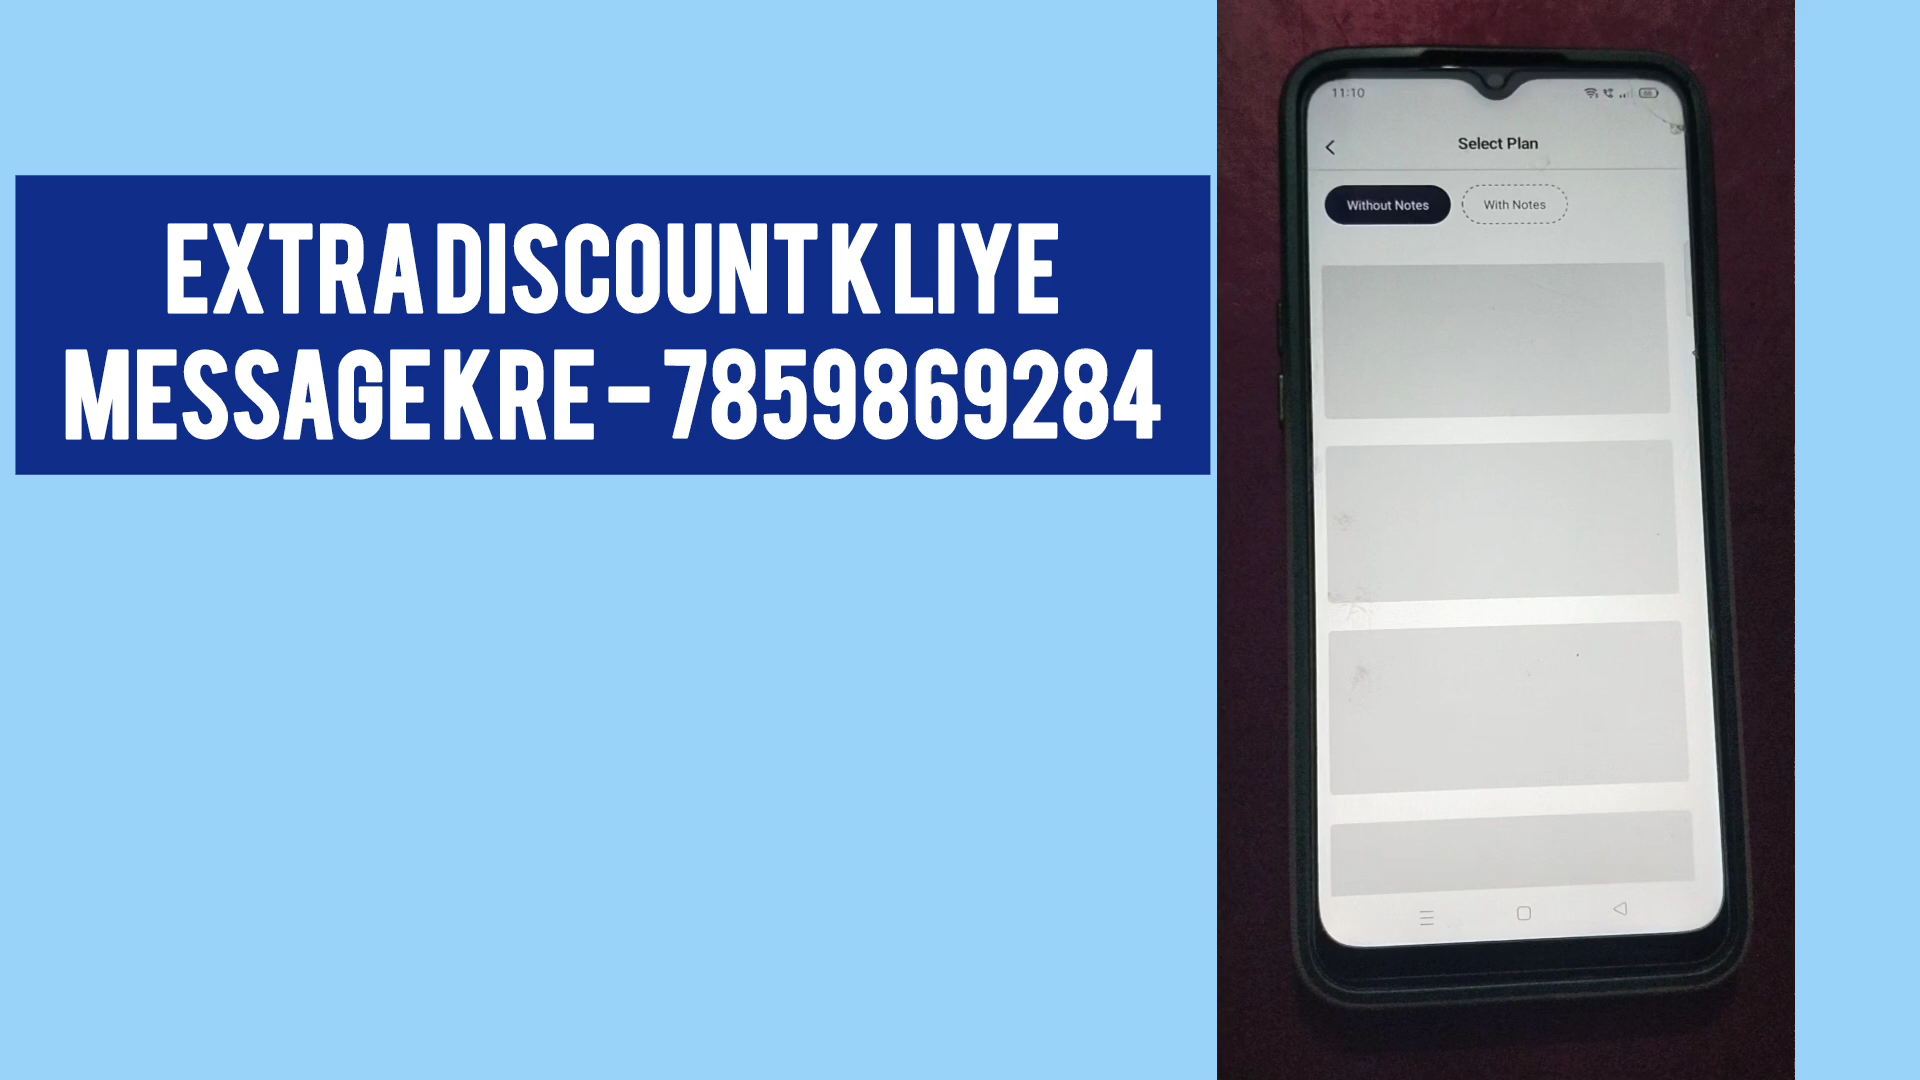 EXTRA DISCOUNT K LIYE
MESSAGE KRE - 7859869284
11:10
Select Plan
Without Notes
With Notes